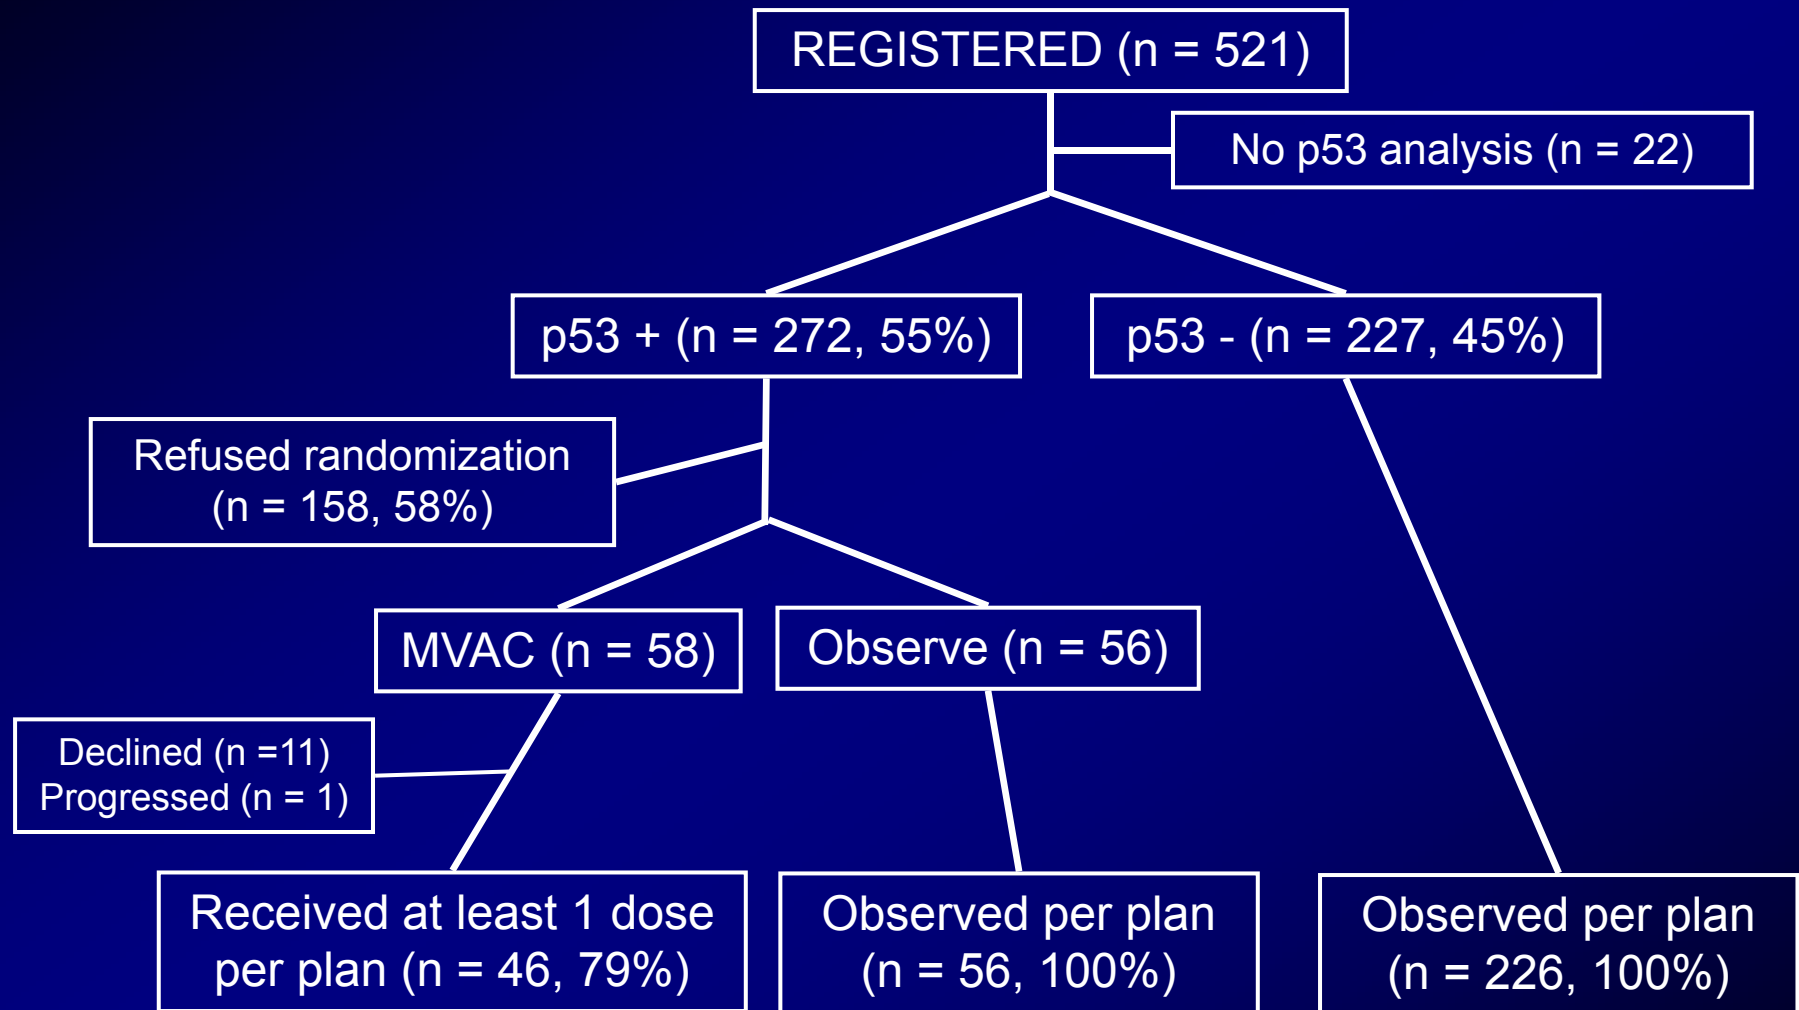 REGISTERED (n = 521)
No p53 analysis (n = 22)
p53 + (n = 272, 55%)
p53 - (n = 227, 45%)
Refused randomization
(n = 158, 58%)
MVAC (n = 58)
Observe (n = 56)
Declined (n =11)
Progressed (n = 1)
Received at least 1 dose
per plan (n = 46, 79%)
Observed per plan
(n = 56, 100%)
Observed per plan
(n = 226, 100%)